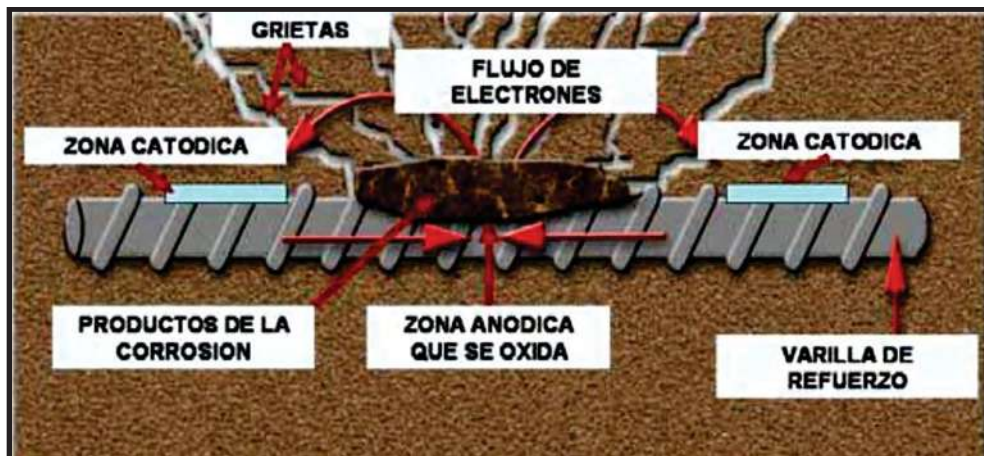 GRIETAS
FLUJO DE
ELECTRONES
ZONA CATODICA
ZONA CATODICA
PRODUCTOS DE LA
CORROSION
ZONA ANODICA
QUE SE OXIDA
VARILLA DE
REFUERZO